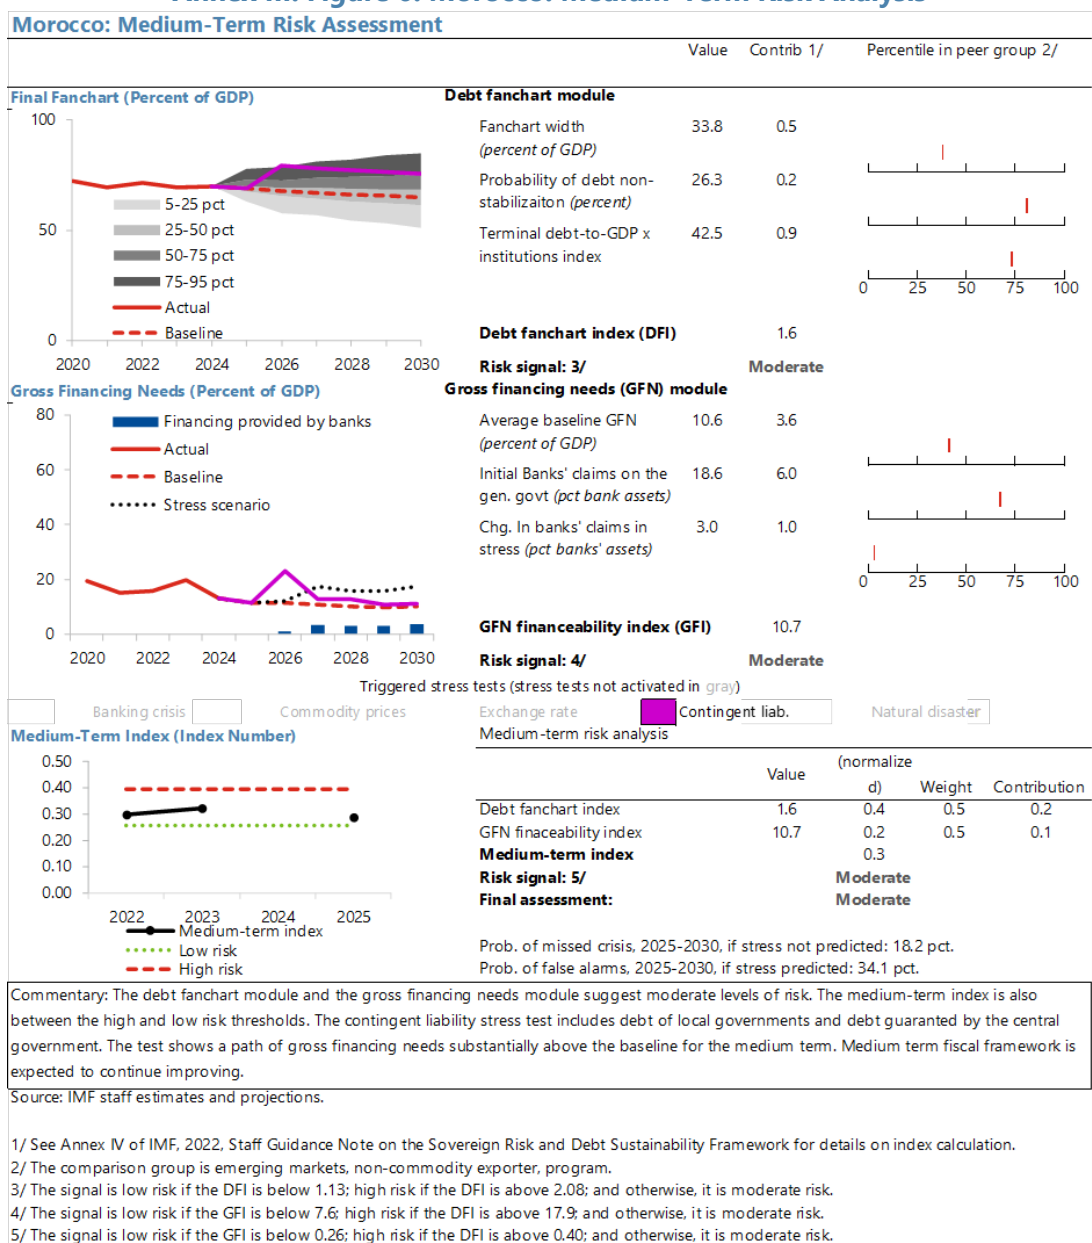 Morocco: Medium-Term Risk Assessment
Value Contrib 1/ Percentile in peer group 2/
Final Fanchart (Percent of GDP)
100
50
0
2020 2022 2024 2026 2028 2030
5-25 pct
25-50 pct
50-75 pct
75-95 pct
Actual
Baseline
Debt fanchart module
Fanchart width 33.8 0.5
(percent of GDP)
Probability of debt non- 26.3 0.2
stabilizaiton (percent)
Terminal debt-to-GDP x 42.5 0.9
institutions index
0 25 50 75 100
Debt fanchart index (DFI) 1.6
Risk signal: 3/ Moderate
Gross Financing Needs (Percent of GDP)
80
60
40
20
0
2020 2022 2024 2026 2028 2030
Financing provided by banks
Actual
Baseline
Stress scenario
Gross financing needs (GFN) module
Average baseline GFN 10.6 3.6
(percent of GDP)
Initial Banks' claims on the 18.6 6.0
gen. govt (pct bank assets)
Chg. In banks' claims in 3.0 1.0
stress (pct banks' assets)
0 25 50 75 100
GFN financeability index (GFI) 10.7
Risk signal: 4/ Moderate
Triggered stress tests (stress tests not activated in gray)
Banking crisis Commodity prices Exchange rate Contingent liab. Natural disaster
Medium-Term Index (Index Number)
0.50
0.40
0.30
0.20
0.10
0.00
2022 2023 2024 2025
Medium-term index
Low risk
High risk
Medium-term risk analysis
Value (normalize
d) Weight Contribution
Debt fanchart index 1.6 0.4 0.5 0.2
GFN finaceability index 10.7 0.2 0.5 0.1
Medium-term index 0.3
Risk signal: 5/ Moderate
Final assessment: Moderate
Prob. of missed crisis, 2025-2030, if stress not predicted: 18.2 pct.
Prob. of false alarms, 2025-2030, if stress predicted: 34.1 pct.
Commentary: The debt fanchart module and the gross financing needs module suggest moderate levels of risk. The medium-term index is also
between the high and low risk thresholds. The contingent liability stress test includes debt of local governments and debt guaranted by the central
government. The test shows a path of gross financing needs substantially above the baseline for the medium term. Medium term fiscal framework is
expected to continue improving.
Source: IMF staff estimates and projections.
1/ See Annex IV of IMF, 2022, Staff Guidance Note on the Sovereign Risk and Debt Sustainability Framework for details on index calculation.
2/ The comparison group is emerging markets, non-commodity exporter, program.
3/ The signal is low risk if the DFI is below 1.13; high risk if the DFI is above 2.08; and otherwise, it is moderate risk.
4/ The signal is low risk if the GFI is below 7.6; high risk if the DFI is above 17.9; and otherwise, it is moderate risk.
5/ The signal is low risk if the GFI is below 0.26; high risk if the DFI is above 0.40; and otherwise, it is moderate risk.